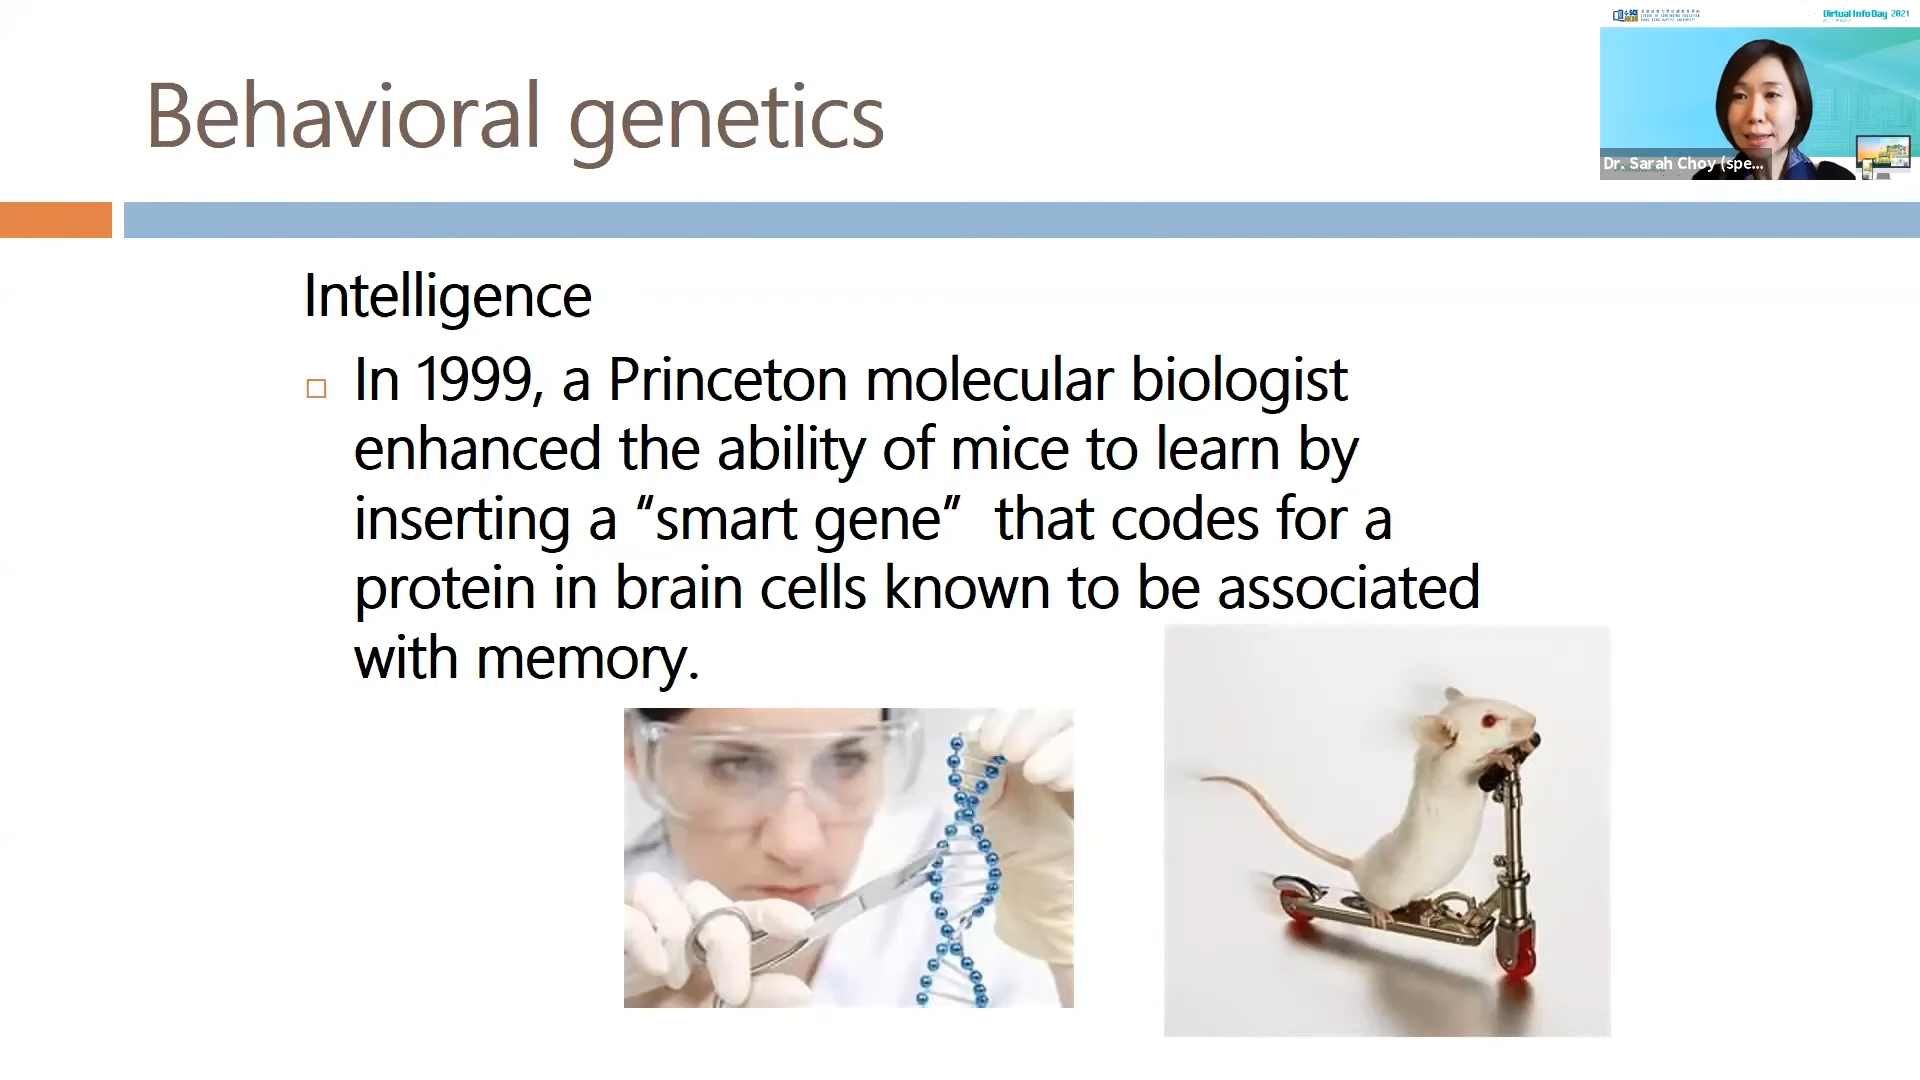 Virtual Info Day 2021
Behavioral genetics
Dr. Sarah Choy (spe...
Intelligence
In 1999, a Princeton molecular biologist
enhanced the ability of mice to learn by
inserting a “smart gene”  that codes for a
protein in brain cells known to be associated
with memory.